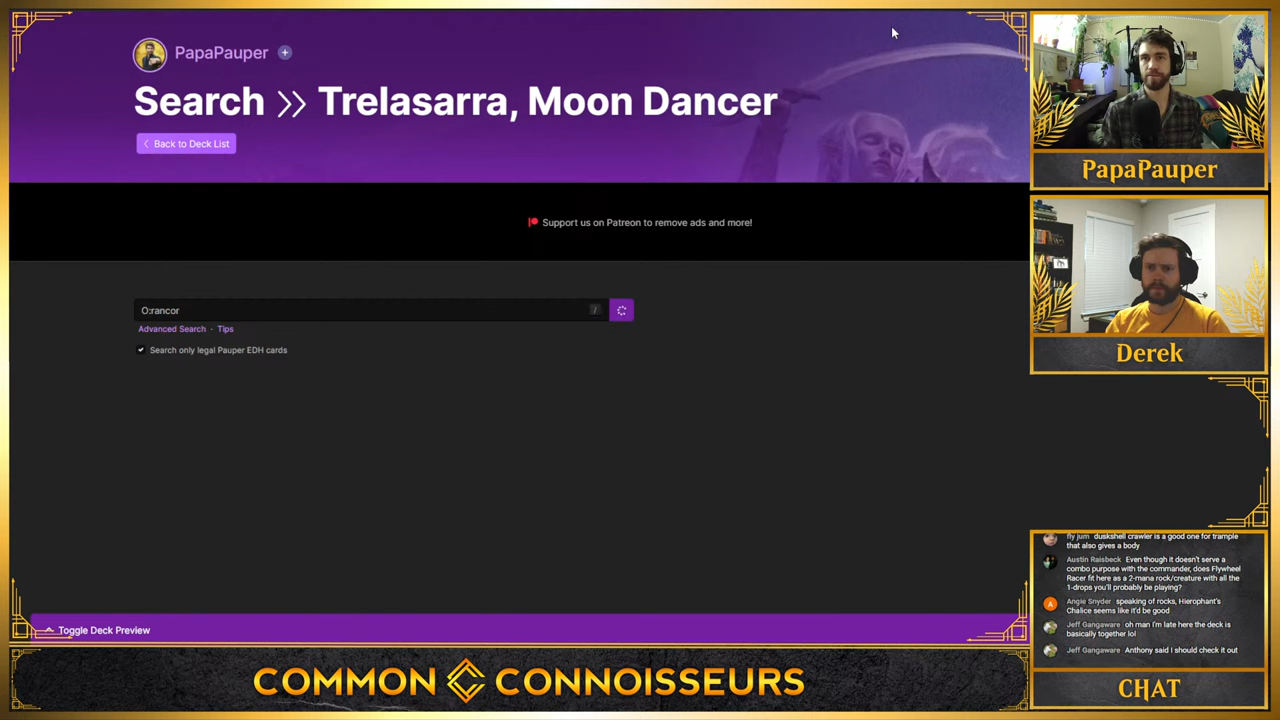 PapaPauper
Search >> Trelasarra, Moon Dancer
Back to Deck List
Support us on Patreon to remove ads and more!
O:rancor
/
Advanced Search · Tips
Search only legal Pauper EDH cards
Toggle Deck Preview
COMMON CONNOISSEURS
PapaPauper
Derek
fly jum duskshell crawler is a good one for trample
that also gives a body
Austin Raisbeck Even though it doesn't serve a
combo purpose with the commander, does Flywheel
Racer fit here as a 2-mana rock/creature with all the
1-drops you'll probably be playing?
A
Angie Snyder speaking of rocks, Hierophant's
Chalice seems like it'd be good
Jeff Gangaware oh man I'm late here the deck is
basically together lol
Jeff Gangaware Anthony said I should check it out
CHAT